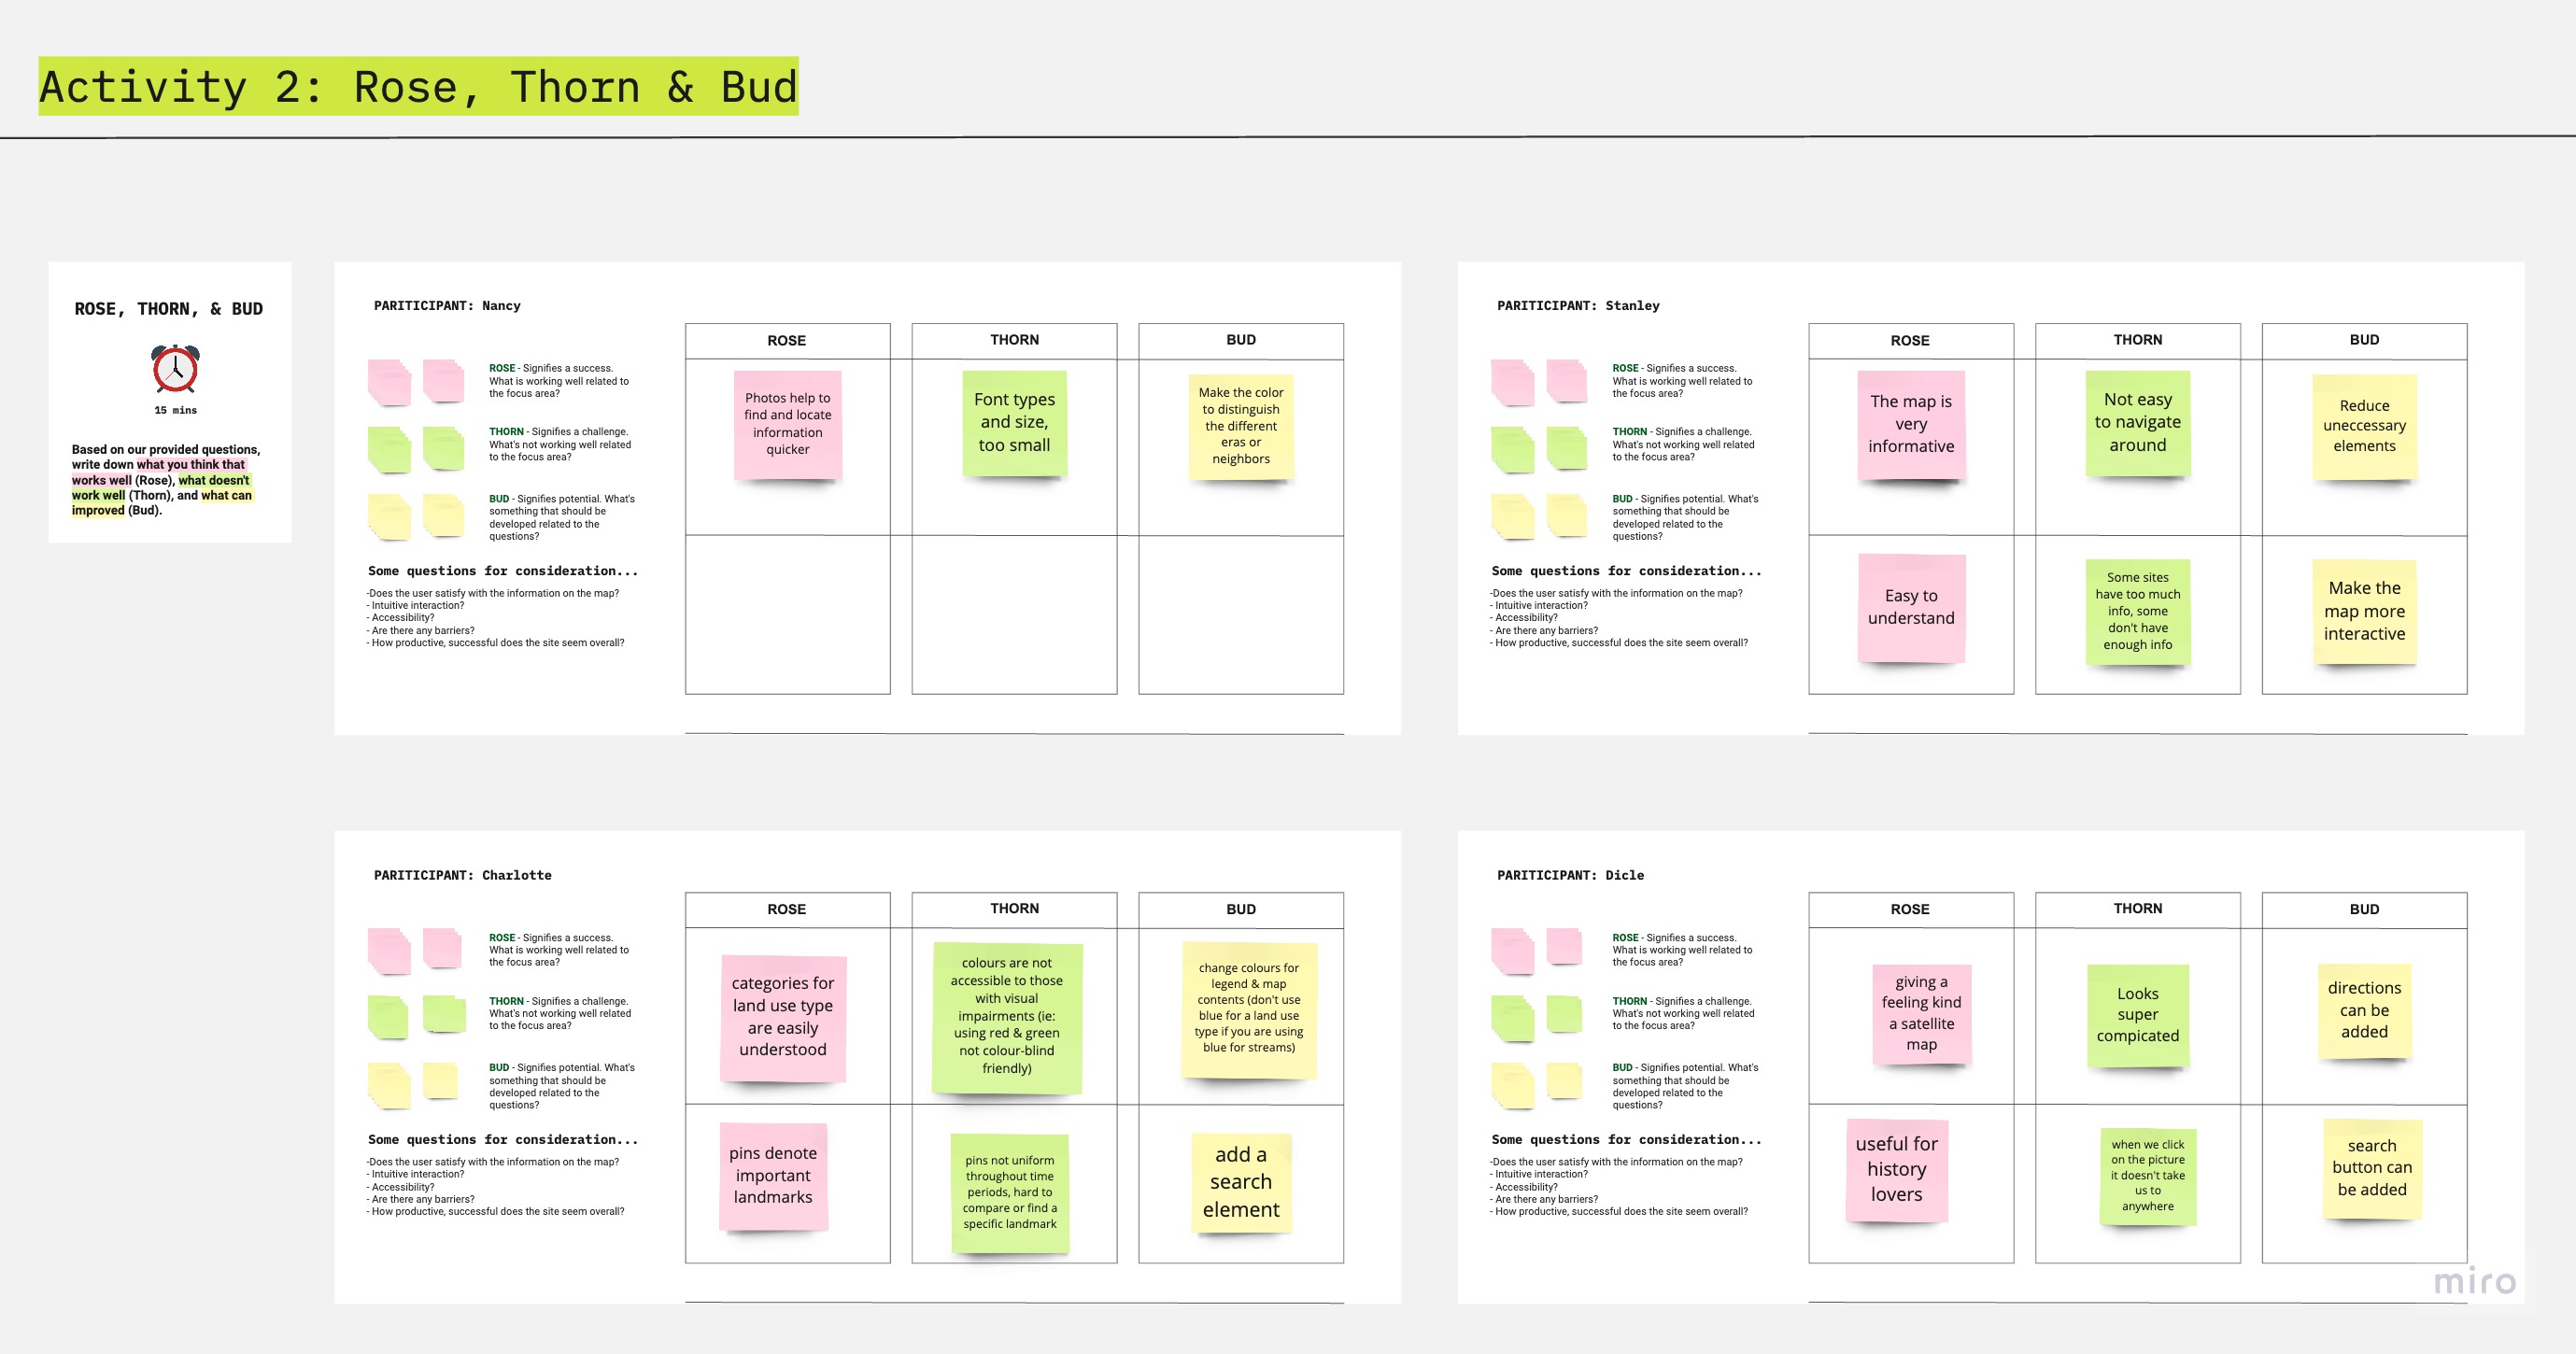 Activity 2: Rose, Thorn & Bud
ROSE, THORN, & BUD
15 mins
Based on our provided questions,
write down what you think that
works well (Rose), what doesn't
work well (Thorn), and what can
improved (Bud).
PARITICIPANT: Nancy
ROSE - Signifies a success.
What is working well related to
the focus area?
THORN - Signifies a challenge.
What's not working well related
to the focus area?
BUD - Signifies potential. What's
something that should be
developed related to the
questions?
Some questions for consideration...
-Does the user satisfy with the information on the map?
- Intuitive interaction?
- Accessibility?
- Are there any barriers?
- How productive, successful does the site seem overall?
ROSE
THORN
BUD
Photos help to
find and locate
information
quicker
Font types
and size,
too small
Make the color
to distinguish
the different
eras or
neighbors
PARITICIPANT: Stanley
ROSE - Signifies a success.
What is working well related to
the focus area?
THORN - Signifies a challenge.
What's not working well related
to the focus area?
BUD - Signifies potential. What's
something that should be
developed related to the
questions?
Some questions for consideration...
-Does the user satisfy with the information on the map?
- Intuitive interaction?
- Accessibility?
- Are there any barriers?
- How productive, successful does the site seem overall?
ROSE
THORN
BUD
The map is
very
informative
Not easy
to navigate
around
Reduce
uneccessary
elements
Easy to
understand
Some sites
have too much
info, some
don't have
enough info
Make the
map more
interactive
PARITICIPANT: Charlotte
ROSE - Signifies a success.
What is working well related to
the focus area?
THORN - Signifies a challenge.
What's not working well related
to the focus area?
BUD - Signifies potential. What's
something that should be
developed related to the
questions?
Some questions for consideration...
-Does the user satisfy with the information on the map?
- Intuitive interaction?
- Accessibility?
- Are there any barriers?
- How productive, successful does the site seem overall?
ROSE
THORN
BUD
categories for
land use type
are easily
understood
colours are not
accessible to those
with visual
impairments (ie:
using red & green
not colour-blind
friendly)
change colours for
legend & map
contents (don't use
blue for a land use
type if you are using
blue for streams)
pins denote
important
landmarks
pins not uniform
throughout time
periods, hard to
compare or find a
specific landmark
add a
search
element
PARITICIPANT: Dicle
ROSE - Signifies a success.
What is working well related to
the focus area?
THORN - Signifies a challenge.
What's not working well related
to the focus area?
BUD - Signifies potential. What's
something that should be
developed related to the
questions?
Some questions for consideration...
-Does the user satisfy with the information on the map?
- Intuitive interaction?
- Accessibility?
- Are there any barriers?
- How productive, successful does the site seem overall?
ROSE
THORN
BUD
giving a
feeling kind
a satellite
map
Looks
super
compicated
directions
can be
added
useful for
history
lovers
when we click
on the picture
it doesn't take
us to
anywhere
search
button can
be added
miro